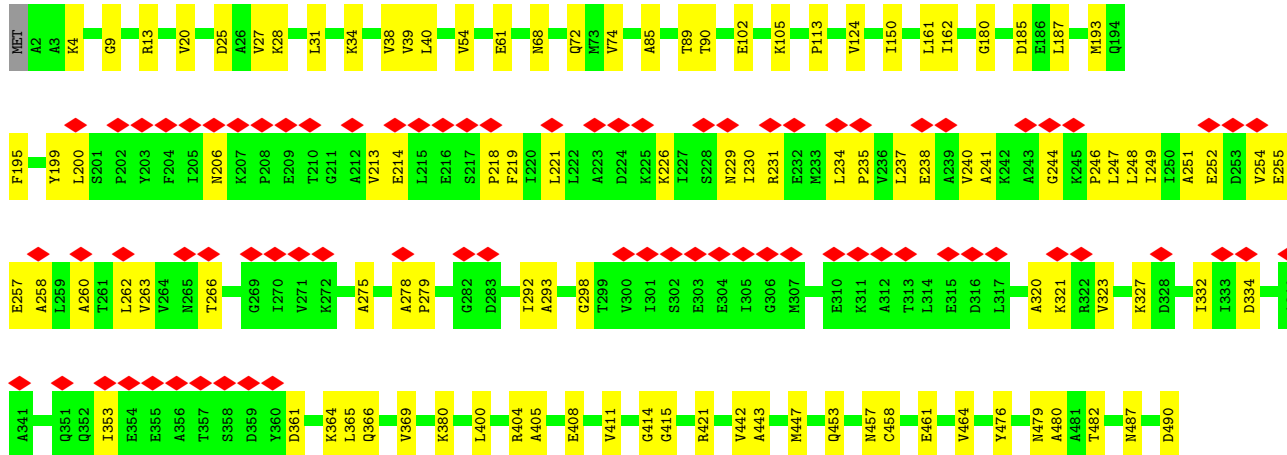 MET A2 A3 K4 G9 R13 V20 D25 A26 V27 K28 L31 K34 V38 V39 L40 V54 E61 N68 Q72 M73 V74 A85 T89 T90 E102 K105 P113 V124 I150 L161 I162 G180 D185 E186 L187 M193 Q194
F195 Y199 L200 S201 P202 Y203 F204 I205 N206 K207 P208 E209 T210 G211 A212 V213 E214 L215 E216 S217 P218 F219 I220 L221 L222 A223 D224 K225 K226 I227 S228 N229 I230 R231 E232 M233 L234 P235 V236 L237 E238 A239 V240 A241 K242 A243 G244 K245 P246 L247 L248 I249 I250 A251 E252 D253 V254 E255
E257 A258 L259 A260 T261 L262 V263 V264 N265 T266 G269 I270 V271 K272 A275 A278 P279 G282 D283 I292 A293 G298 T299 V300 I301 S302 E303 E304 I305 G306 M307 E310 K311 A312 T313 L314 E315 D316 L317 A320 K321 R322 V323 K327 D328 I332 I333 D334
A341 Q351 Q352 I353 E354 E355 A356 T357 S358 D359 Y360 D361 K364 L365 Q366 V369 K380 L400 R404 A405 E408 V411 G414 G415 R421 V442 A443 M447 Q453 N457 C458 E461 V464 Y476 N479 A480 A481 T482 N487 D490